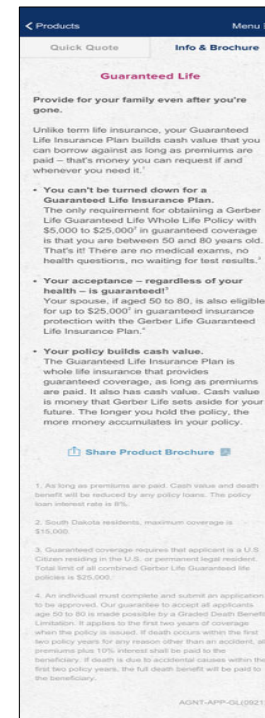 < Products
Menu
Quick Quote
Info & Brochure
Guaranteed Life
Provide for your family even after you're
gone.
Unlike term life insurance, your Guaranteed
Life Insurance Plan builds cash value that you
can borrow against as long as premiums are
paid – that's money you can request if and
whenever you need it.¹
• You can't be turned down for a
Guaranteed Life Insurance Plan.
The only requirement for obtaining a Gerber
Life Guaranteed Life Whole Life Policy with
$5,000 to $25,000² in guaranteed coverage
is that you are between 50 and 80 years old.
That's it! There are no medical exams, no
health questions, no waiting for test results.³
• Your acceptance – regardless of your
health – is guaranteed!³
Your spouse, if aged 50 to 80, is also eligible
for up to $25,000² in guaranteed insurance
protection with the Gerber Life Guaranteed
Life Insurance Plan.⁴
• Your policy builds cash value.
The Guaranteed Life Insurance Plan is
whole life insurance that provides
guaranteed coverage, as long as premiums
are paid. It also has cash value. Cash value
is money that Gerber Life sets aside for your
future. The longer you hold the policy, the
more money accumulates in your policy.
Share Product Brochure
1. As long as premiums are paid. Cash value and death
benefit will be reduced by any policy loans. The policy
loan interest rate is 8%.
2. South Dakota residents, maximum coverage is
$15,000.
3. Guaranteed coverage requires that applicant is a U.S
Citizen residing in the U.S. or permanent legal resident.
Total limit of all combined Gerber Life Guaranteed life
policies is $25,000.
4. An individual must complete and submit an application
to be approved. Our guarantee to accept all applicants
age 50 to 80 is made possible by a Graded Death Benefit
Limitation. It applies to the first two years of coverage
when the policy is issued. If death occurs within the first
two policy years for any reason other than an accident, all
premiums plus 10% interest shall be paid to the
beneficiary. If death is due to accidental causes within the
first two policy years, the full death benefit will be paid to
the beneficiary.
AGNT-APP-GL(0921)